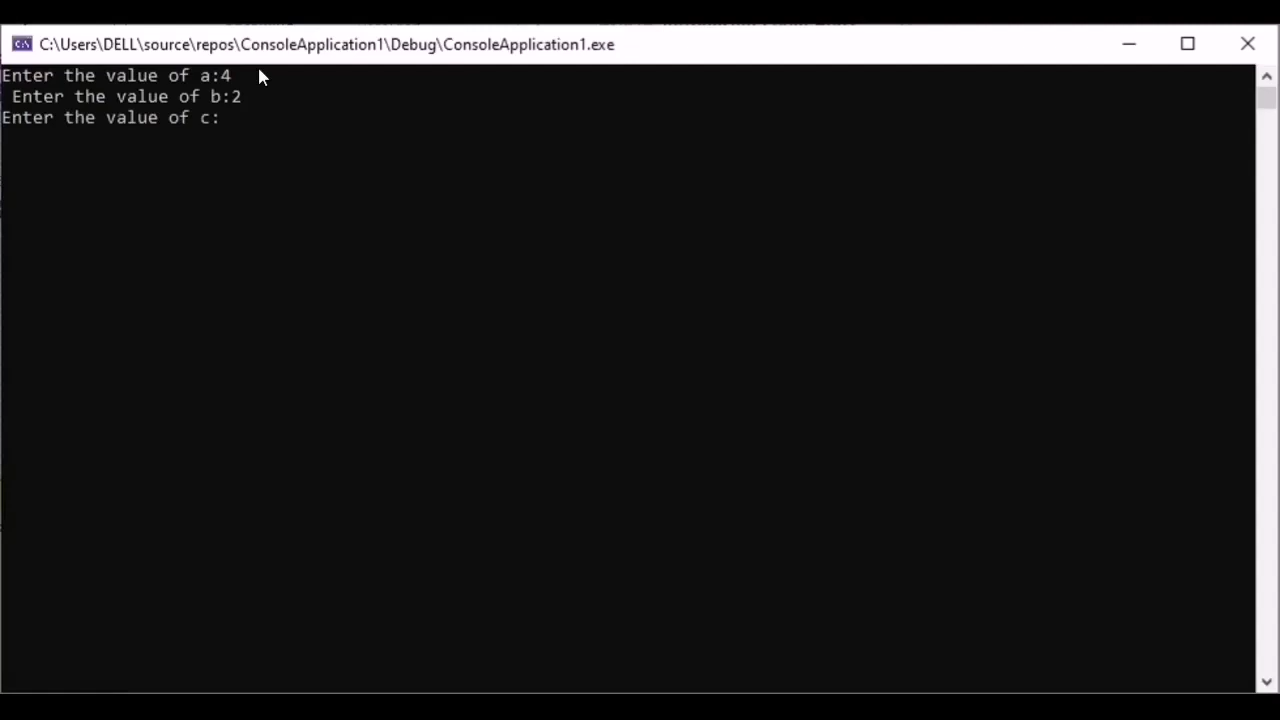 C:\Users\DELL\source\repos\ConsoleApplication1\Debug\ConsoleApplication1.exe
Enter the value of a:4
 Enter the value of b:2
Enter the value of c: